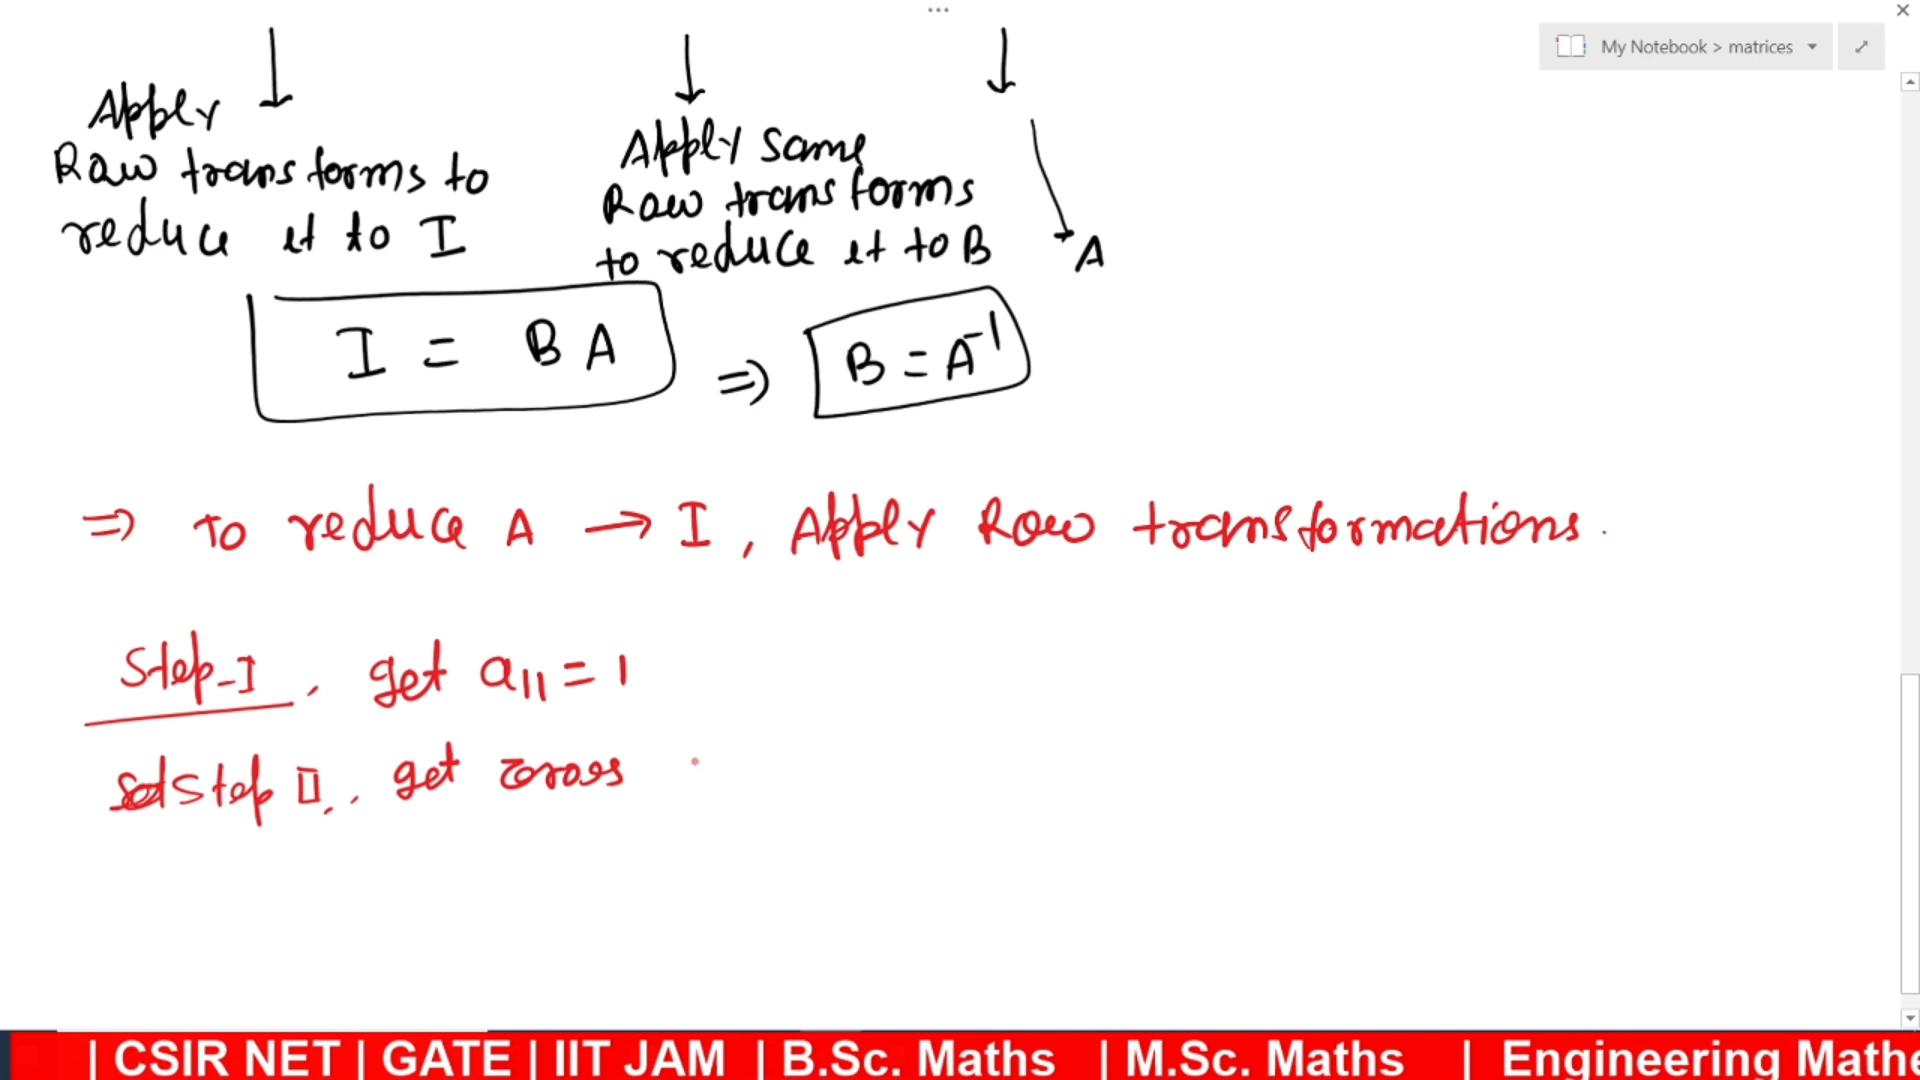 My Notebook > matrices
Apply
Raw transforms to
reduce it to I
Apply same
Row transforms
to reduce it to B
A
I = B A
⇒ B = A⁻¹
⇒ To reduce A → I, Apply Row transformations.
Step-I, get a₁₁ = 1
Step II, get zeroes
| CSIR NET | GATE | IIT JAM | B.Sc. Maths | M.Sc. Maths | Engineering Mathe